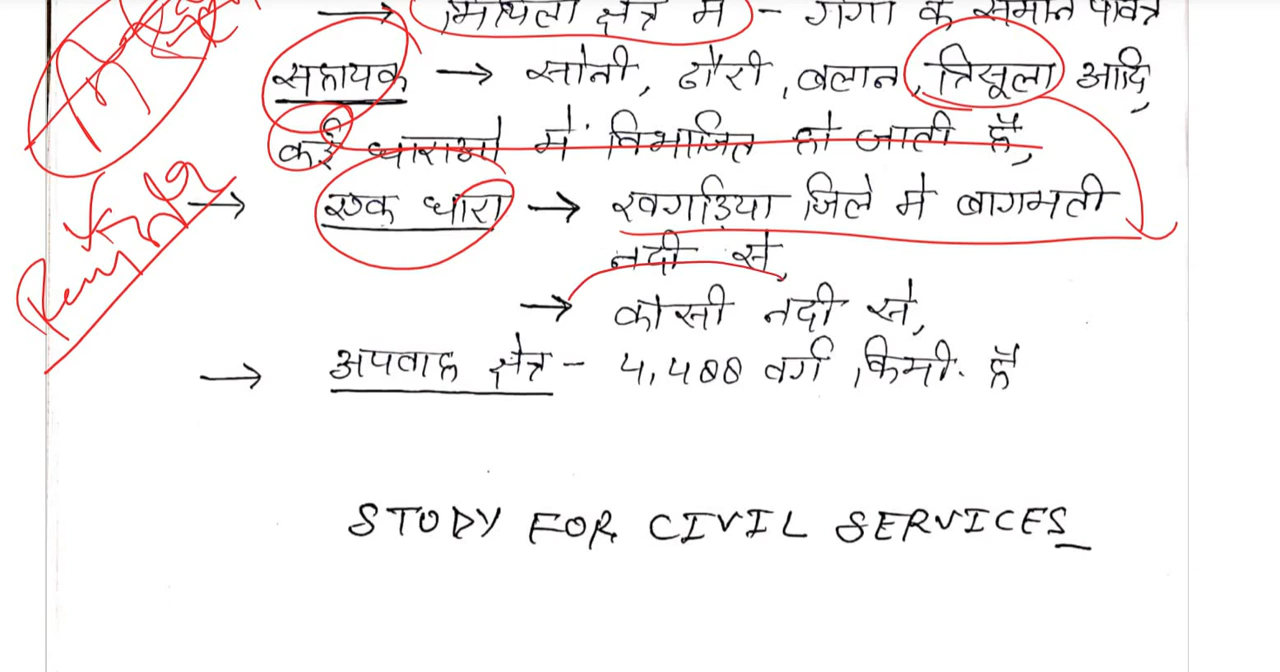 → मिथिला क्षेत्र में - गंगा के समान पवित्र
सहायक → सोनी, ढोरी, बलान, त्रिसूला आदि,
कई धाराओ में विभाजित हो जाती है,
→ एक धारा → खगड़िया जिले मे बागमती
नदी से,
→ कोसी नदी से,
→ अपवाह क्षेत्र - 4,488 वर्ग किमी. है
STUDY FOR CIVIL SERVICES_